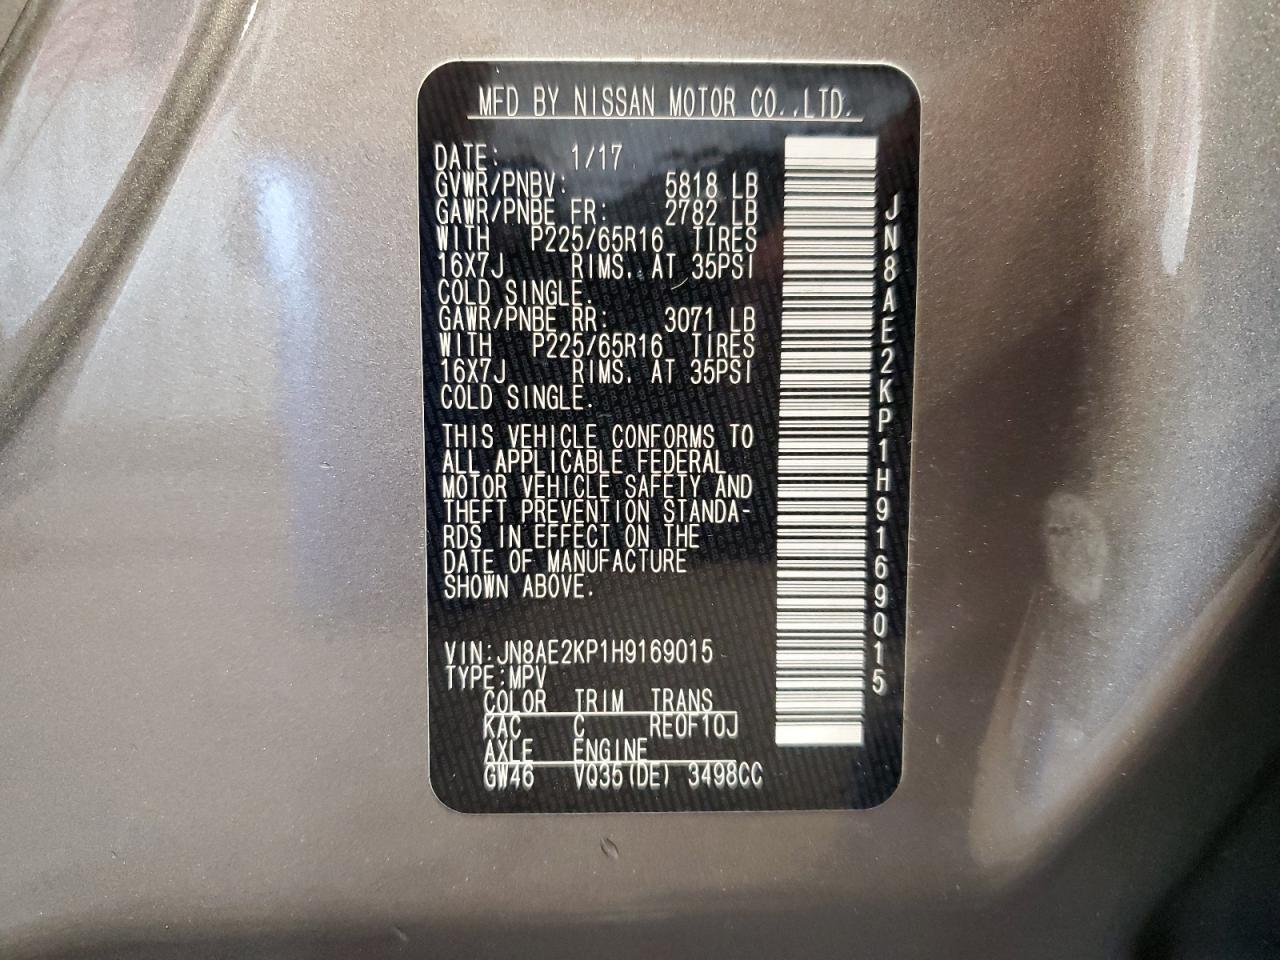 MFD BY NISSAN MOTOR CO.,LTD.
DATE: 1/17
GVWR/PNBV: 5818 LB
GAWR/PNBE FR: 2782 LB
WITH P225/65R16 TIRES
16X7J RIMS. AT 35PSI
COLD SINGLE.
GAWR/PNBE RR: 3071 LB
WITH P225/65R16 TIRES
16X7J RIMS. AT 35PSI
COLD SINGLE.
THIS VEHICLE CONFORMS TO
ALL APPLICABLE FEDERAL
MOTOR VEHICLE SAFETY AND
THEFT PREVENTION STANDA-
RDS IN EFFECT ON THE
DATE OF MANUFACTURE
SHOWN ABOVE.
VIN:JN8AE2KP1H9169015
TYPE:MPV
COLOR TRIM TRANS
KAC C RE0F10J
AXLE ENGINE
GW46 VQ35(DE) 3498CC
JN8AE2KP1H9169015